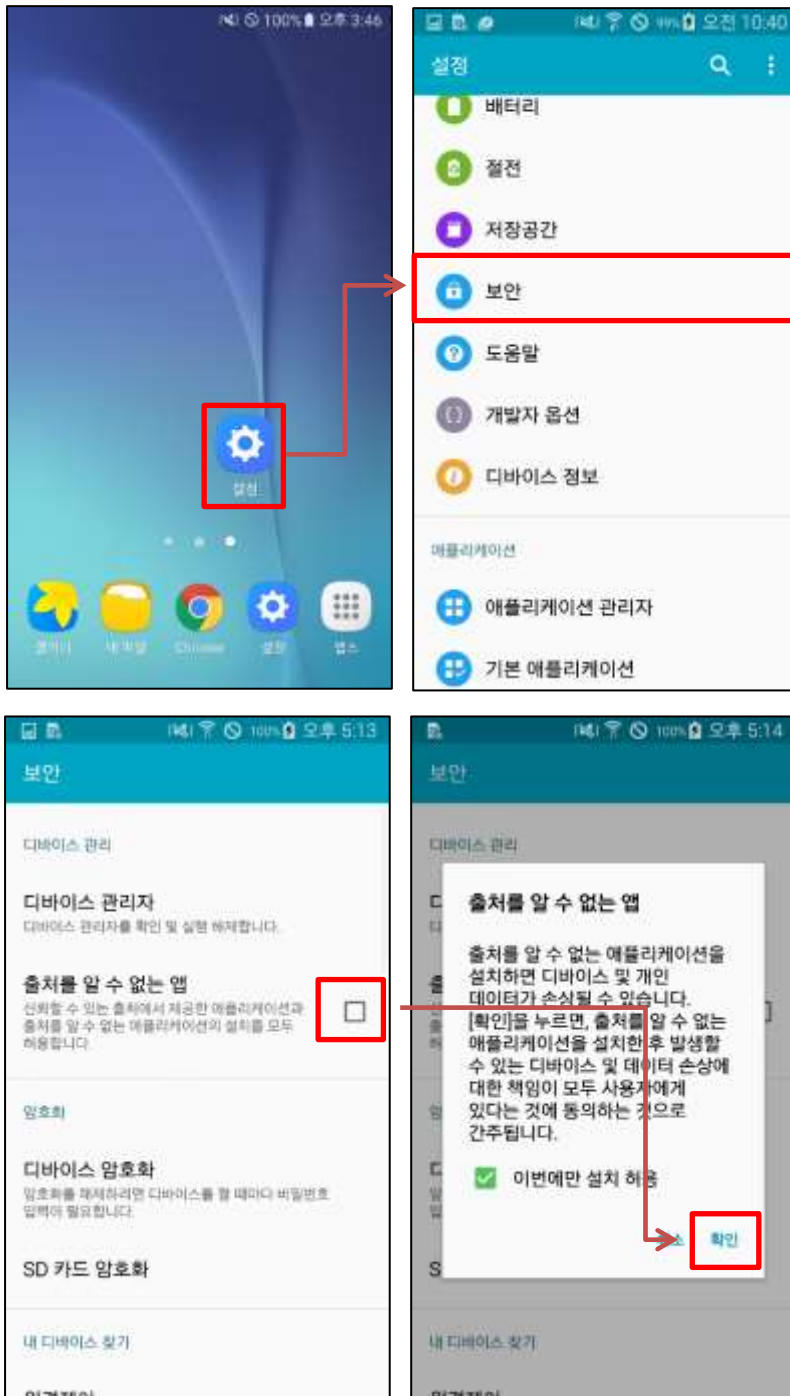 100% 오후 3:46
설정
갤러리
새 폴더
Chrome
설정
앱스
99% 오전 10:40
설정
배터리
절전
저장공간
보안
도움말
개발자 옵션
디바이스 정보
애플리케이션
애플리케이션 관리자
기본 애플리케이션
100% 오후 5:13
보안
디바이스 관리
디바이스 관리자
디바이스 관리자를 확인 및 실행 해제합니다.
출처를 알 수 없는 앱
신뢰할 수 있는 출처에서 제공한 애플리케이션과
출처를 알 수 없는 애플리케이션의 설치를 모두
허용합니다.
암호화
디바이스 암호화
암호화를 해제하려면 디바이스를 켤 때마다 비밀번호
입력이 필요합니다.
SD 카드 암호화
내 디바이스 찾기
100% 오후 5:14
보안
디바이스 관리
출처를 알 수 없는 앱
출처를 알 수 없는 애플리케이션을
설치하면 디바이스 및 개인
데이터가 손상될 수 있습니다.
[확인]을 누르면, 출처를 알 수 없는
애플리케이션을 설치한 후 발생할
수 있는 디바이스 및 데이터 손상에
대한 책임이 모두 사용자에게
있다는 것에 동의하는 것으로
간주됩니다.
이번에만 설치 허용
확인
내 디바이스 찾기